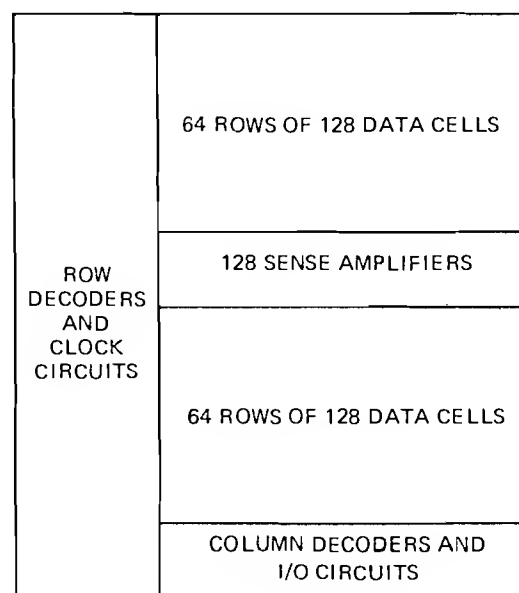 64 ROWS OF 128 DATA CELLS
128 SENSE AMPLIFIERS
ROW
DECODERS
AND
CLOCK
CIRCUITS
64 ROWS OF 128 DATA CELLS
COLUMN DECODERS AND
I/O CIRCUITS